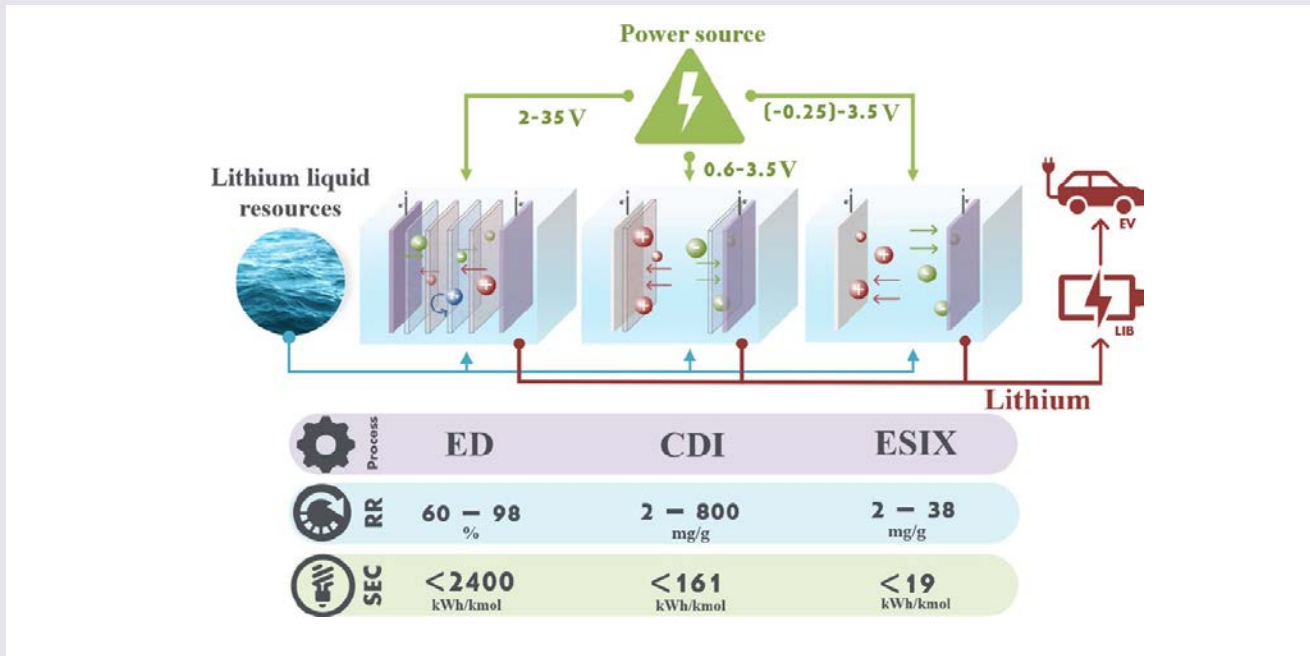 Power source
2-35 V
(-0.25)-3.5 V
0.6-3.5 V
Lithium liquid
resources
EV
LIB
Lithium
Process
ED
CDI
ESIX
RR
60 – 98
%
2 – 800
mg/g
2 – 38
mg/g
SEC
<2400
kWh/kmol
<161
kWh/kmol
<19
kWh/kmol